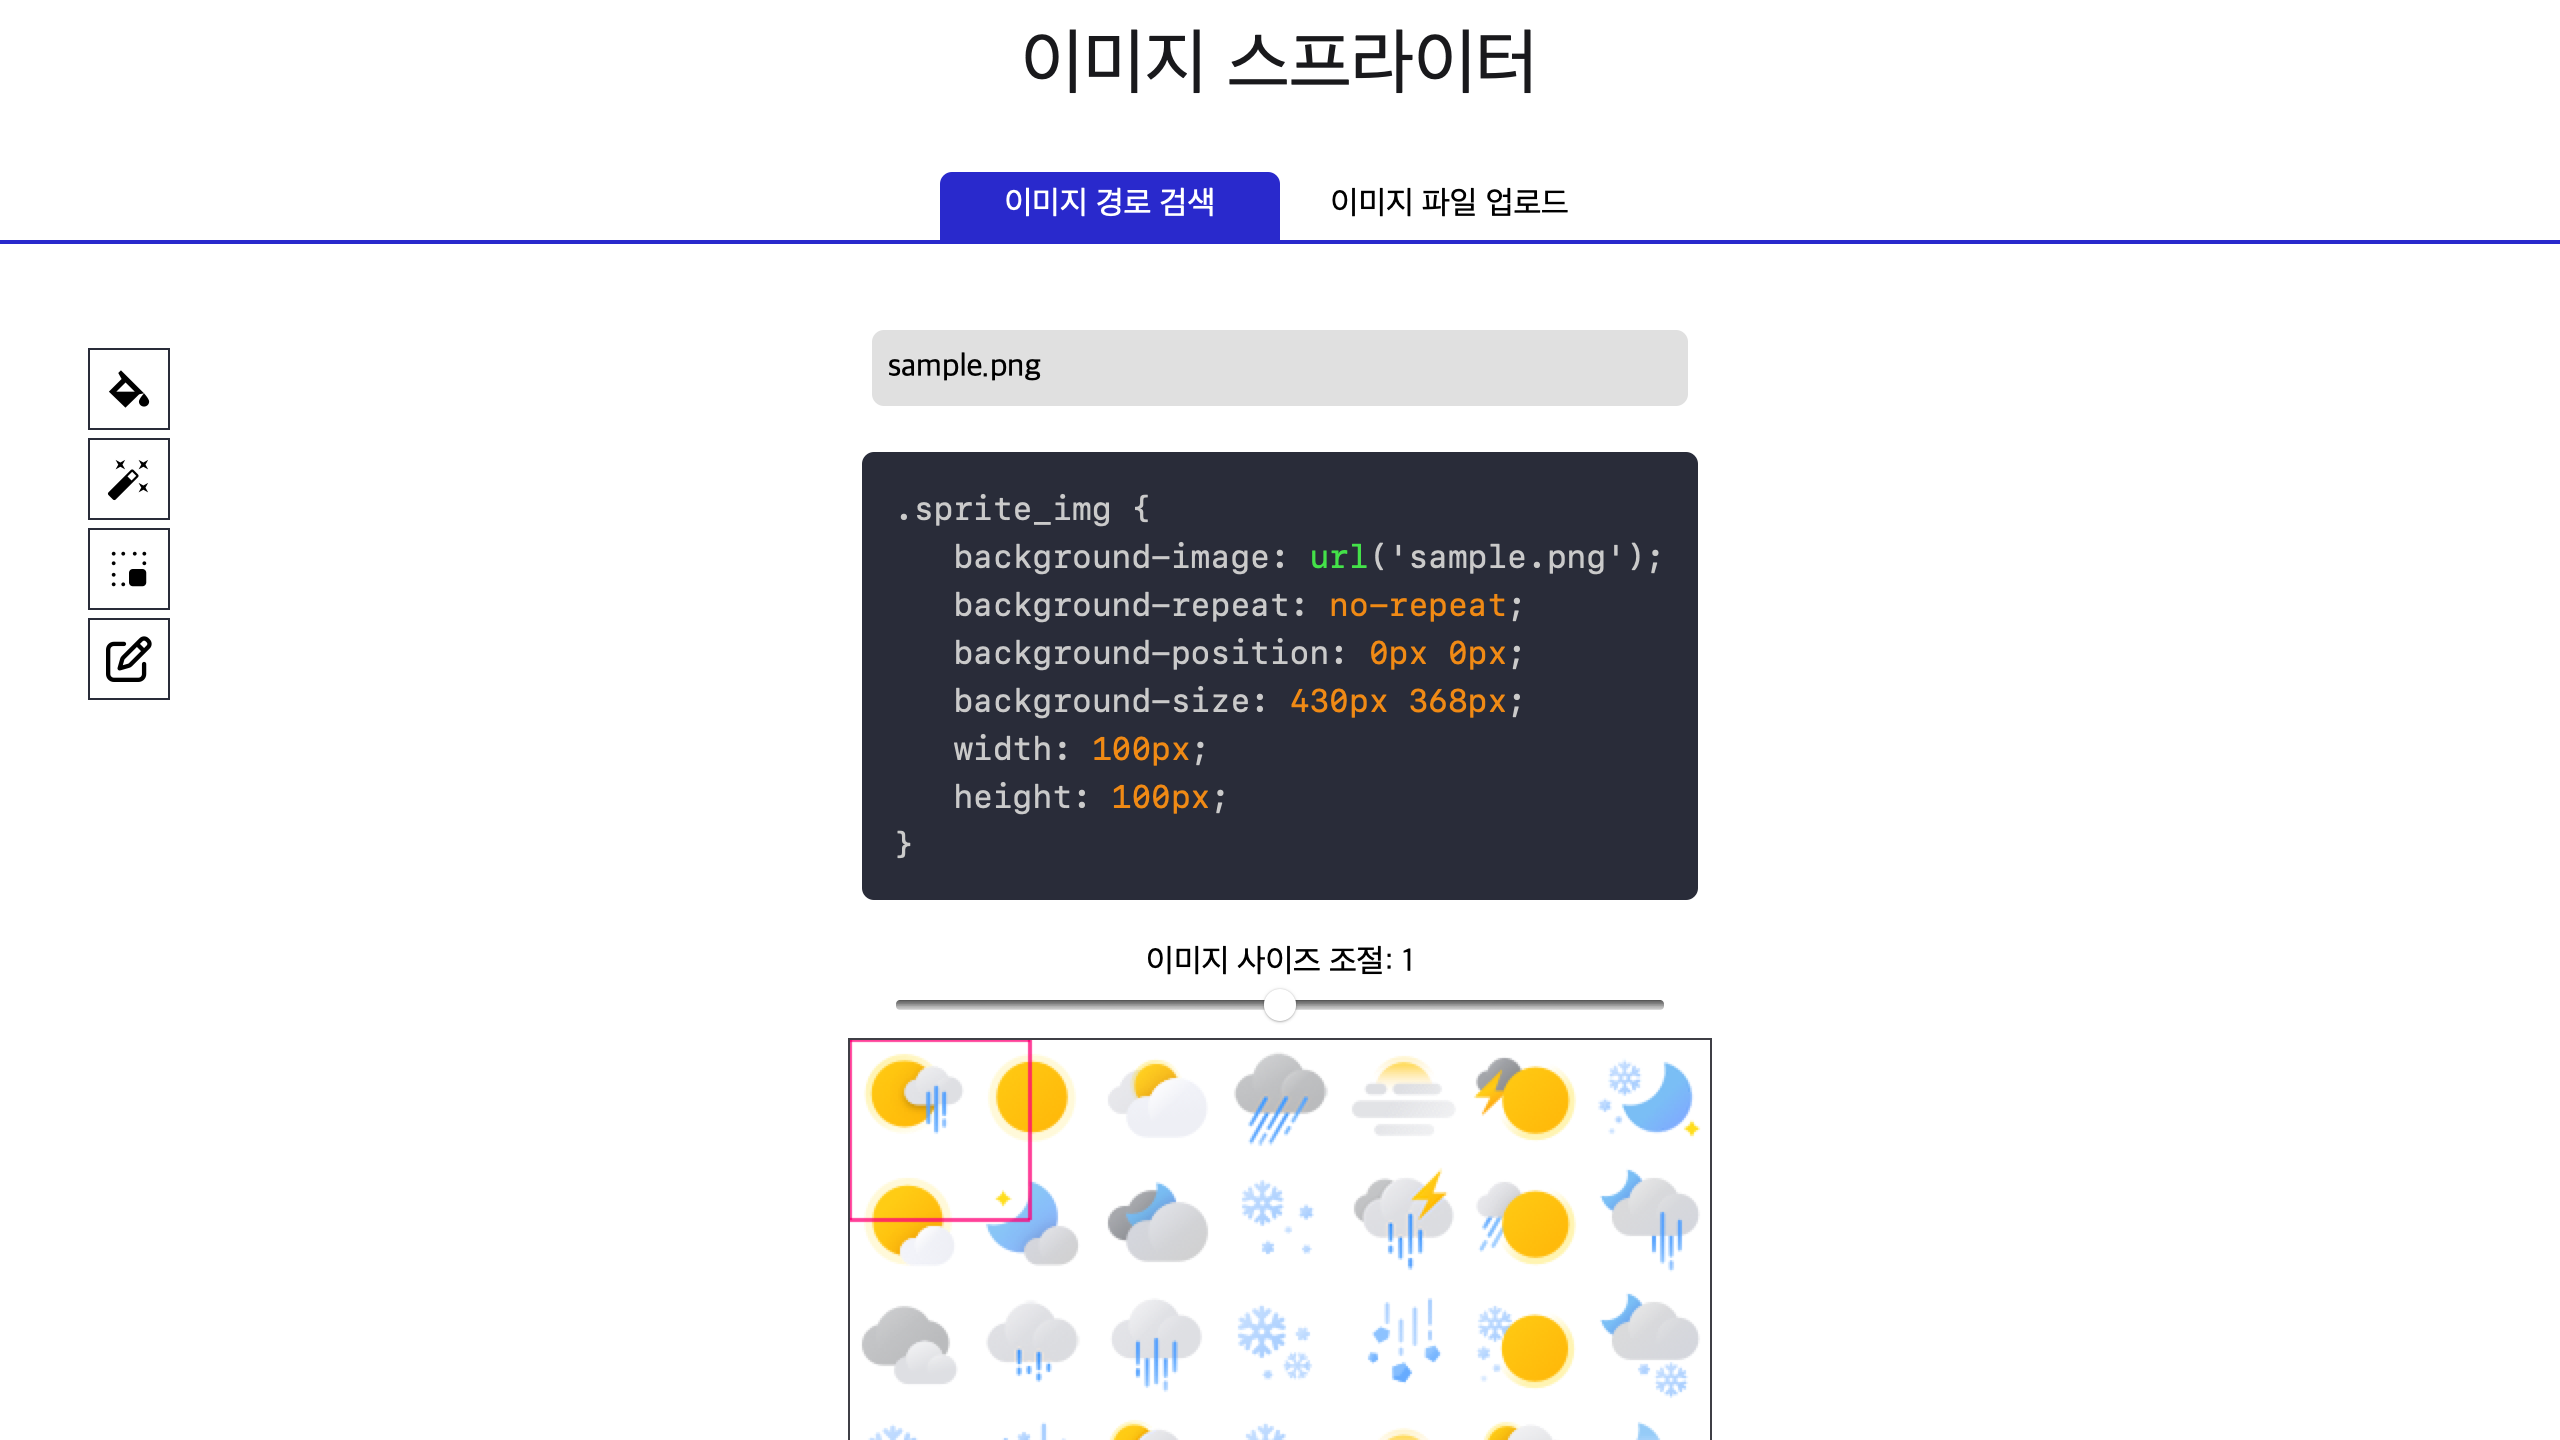 이미지 스프라이터
이미지 경로 검색
이미지 파일 업로드
sample.png
.sprite_img {
background-image: url('sample.png');
background-repeat: no-repeat;
background-position: 0px 0px;
background-size: 430px 368px;
width: 100px;
height: 100px;
}
이미지 사이즈 조절: 1